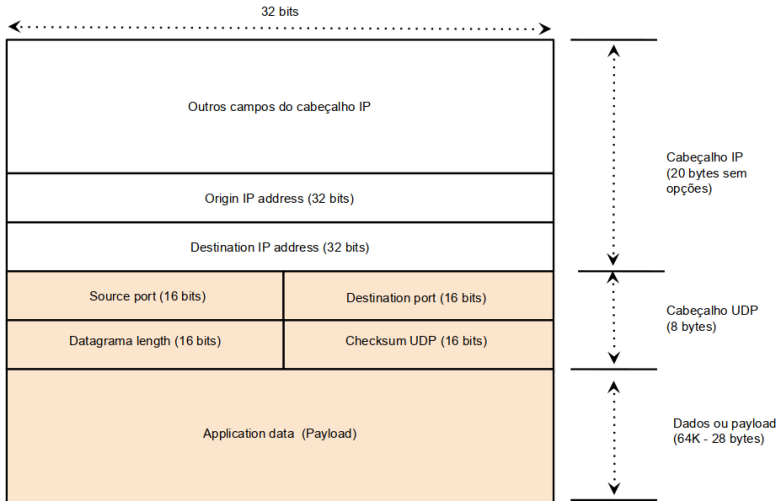 32 bits
Outros campos do cabeçalho IP
Origin IP address (32 bits)
Destination IP address (32 bits)
Cabeçalho IP
(20 bytes sem
opções)
Source port (16 bits)
Destination port (16 bits)
Datagrama length (16 bits)
Checksum UDP (16 bits)
Cabeçalho UDP
(8 bytes)
Application data (Payload)
Dados ou payload
(64K - 28 bytes)